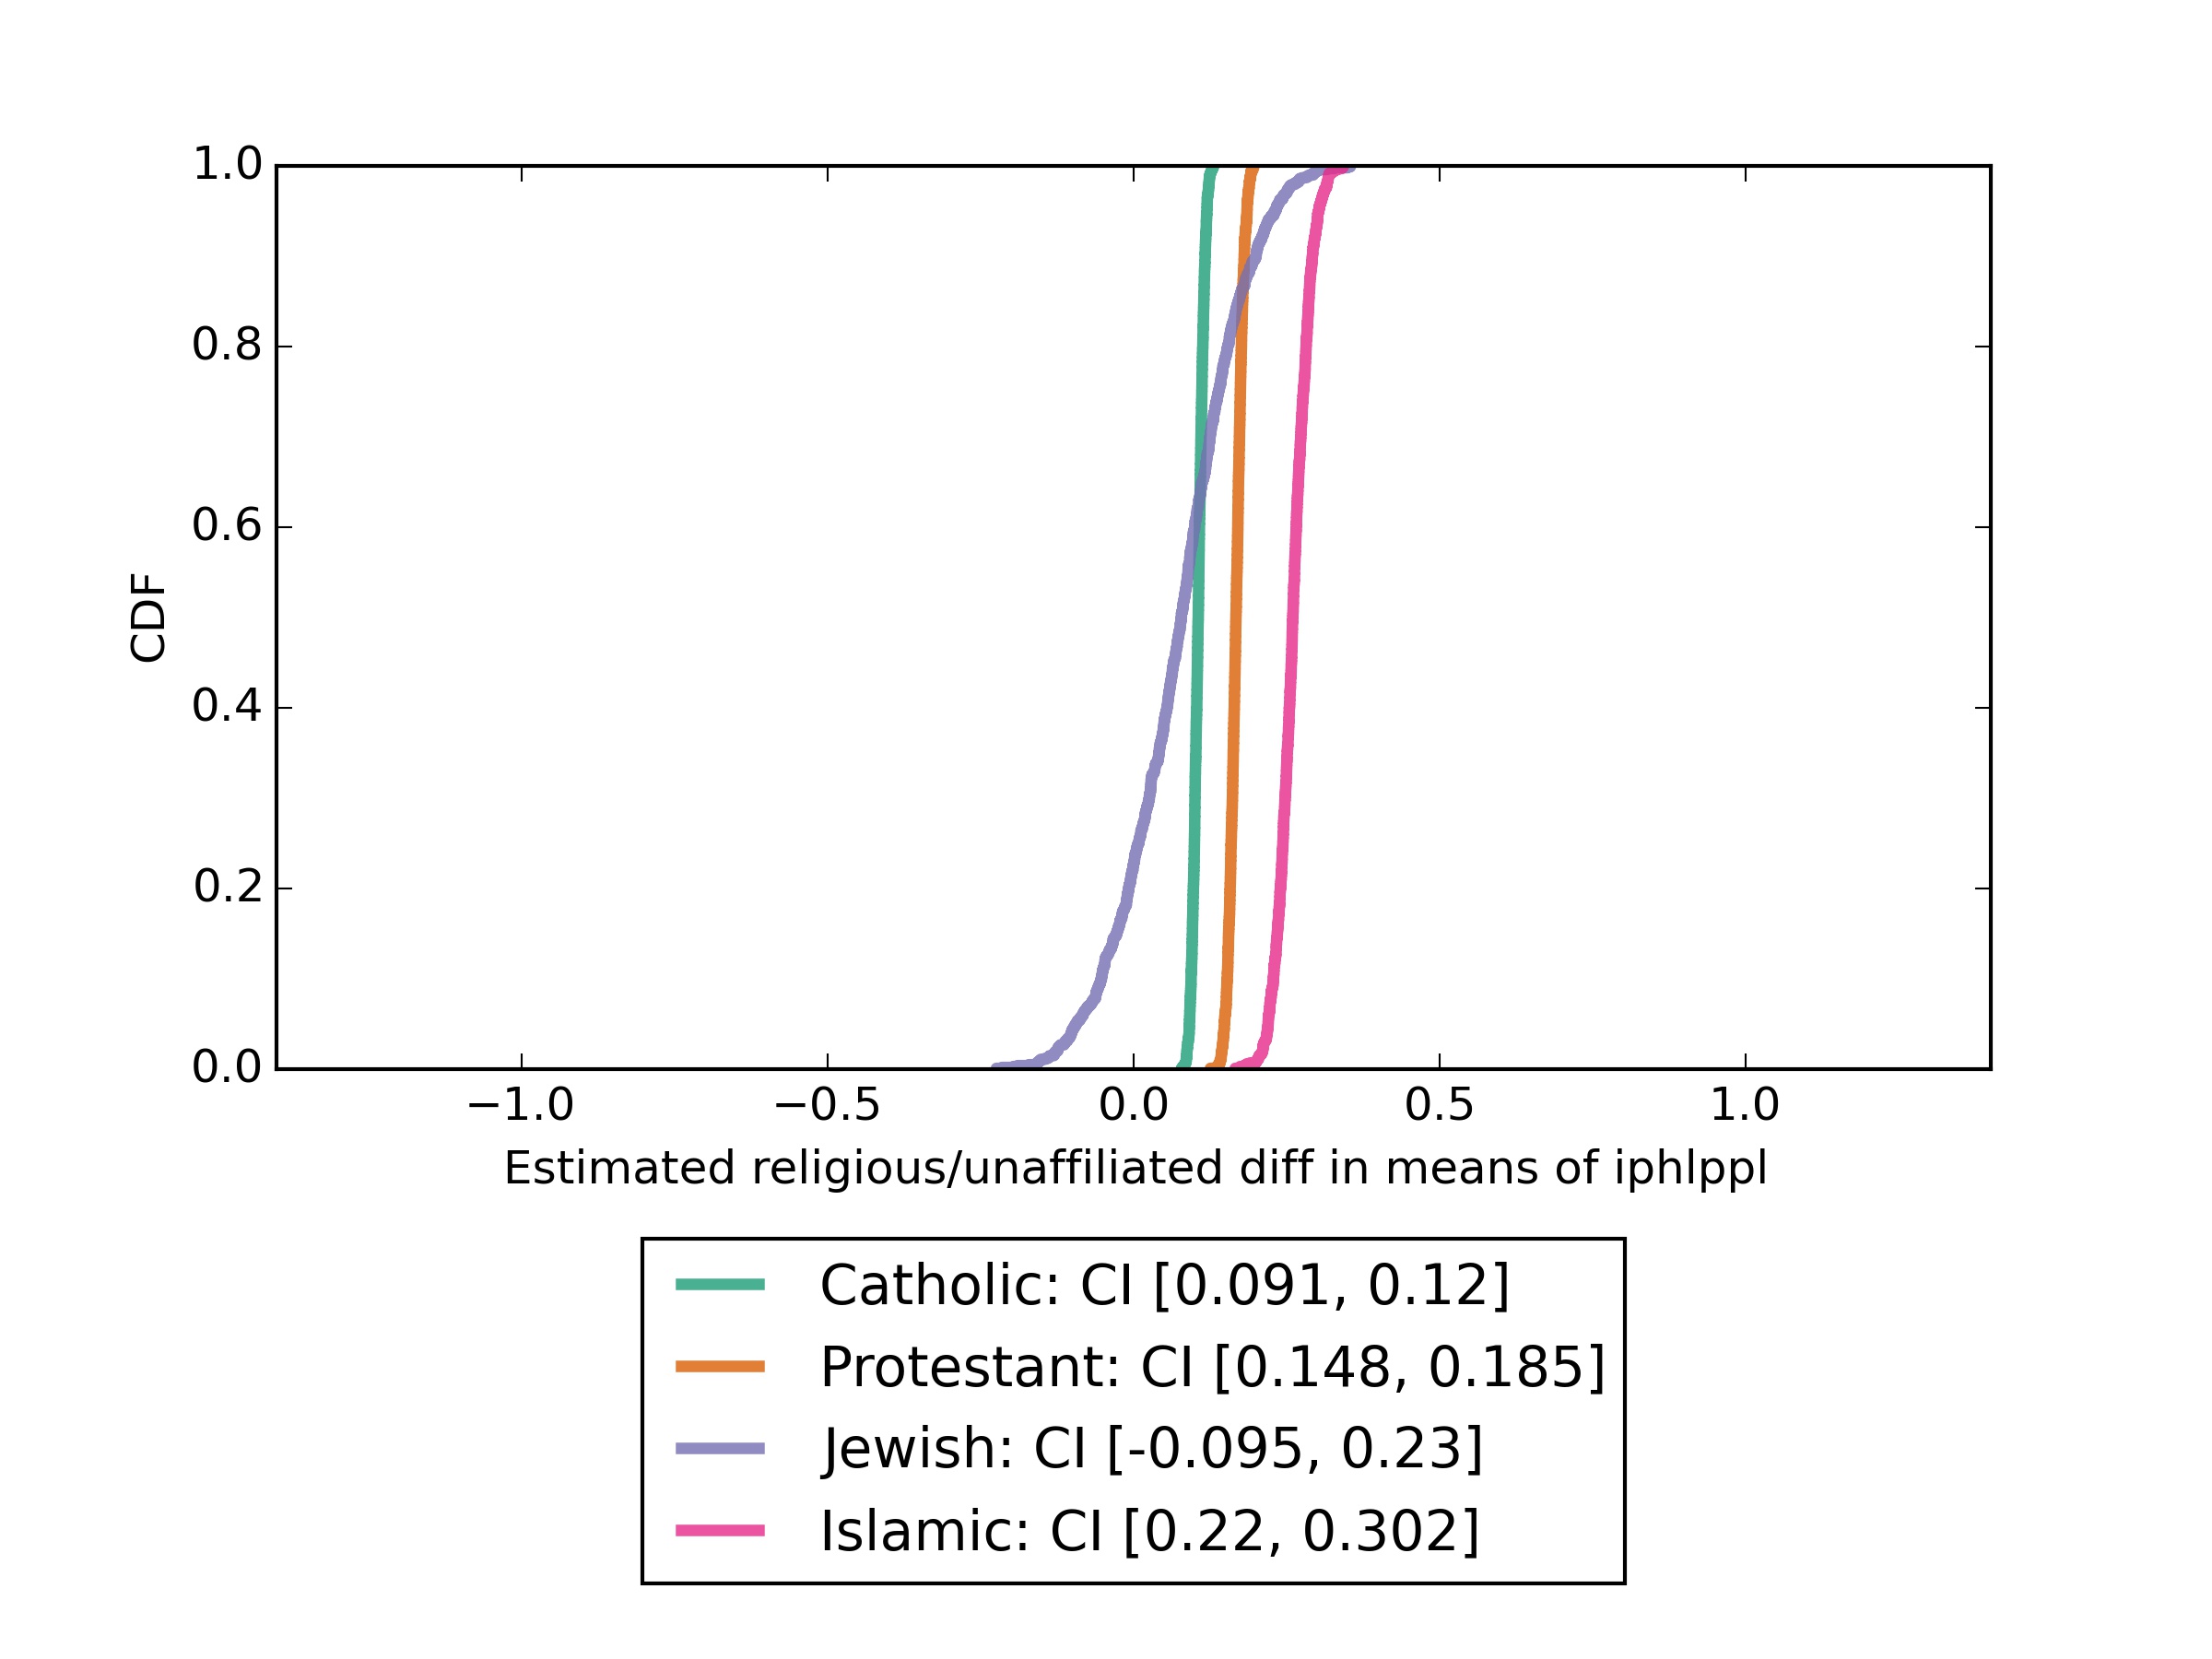 1.0
0.8
0.6
0.4
0.2
0.0
CDF
−1.0 −0.5 0.0 0.5 1.0
Estimated religious/unaffiliated diff in means of iphlppl
Catholic: CI [0.091, 0.12]
Protestant: CI [0.148, 0.185]
Jewish: CI [-0.095, 0.23]
Islamic: CI [0.22, 0.302]